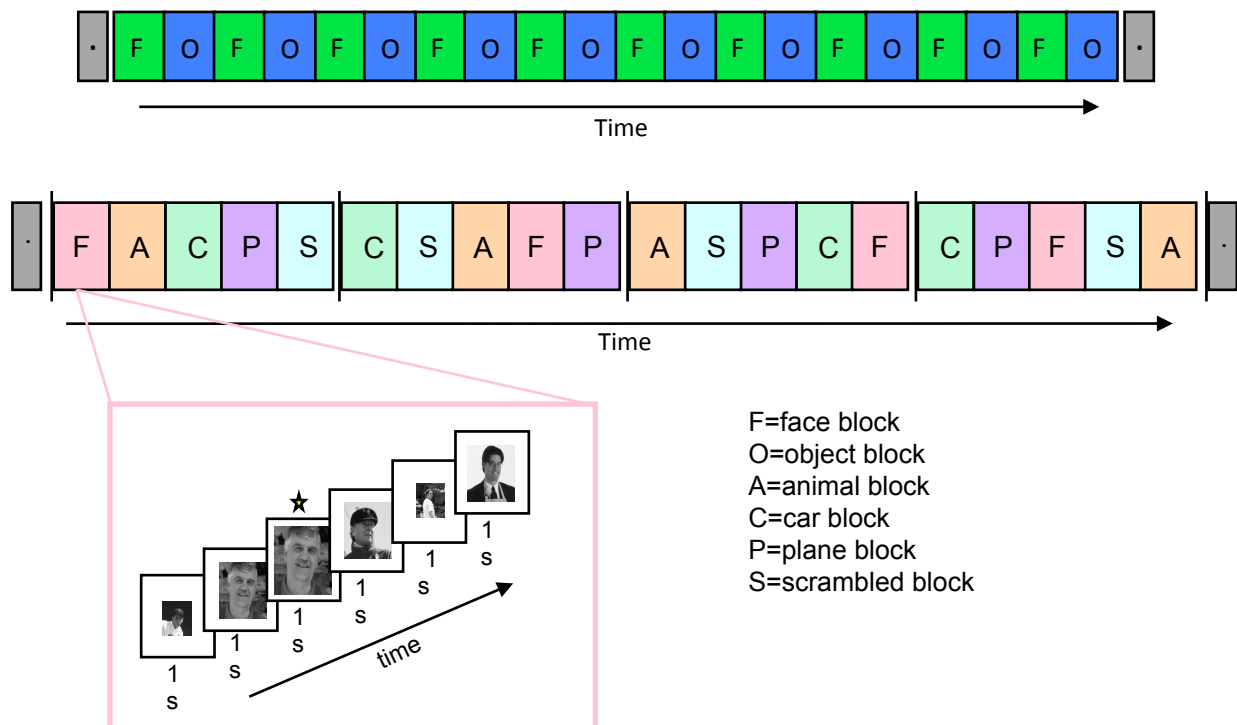 · F O F O F O F O F O F O F O F O F O F O ·
Time
· F A C P S C S A F P A S P C F C P F S A ·
Time
F=face block
O=object block
A=animal block
C=car block
P=plane block
S=scrambled block
1
s
1
s
1
s
1
s
1
s
1
s
time